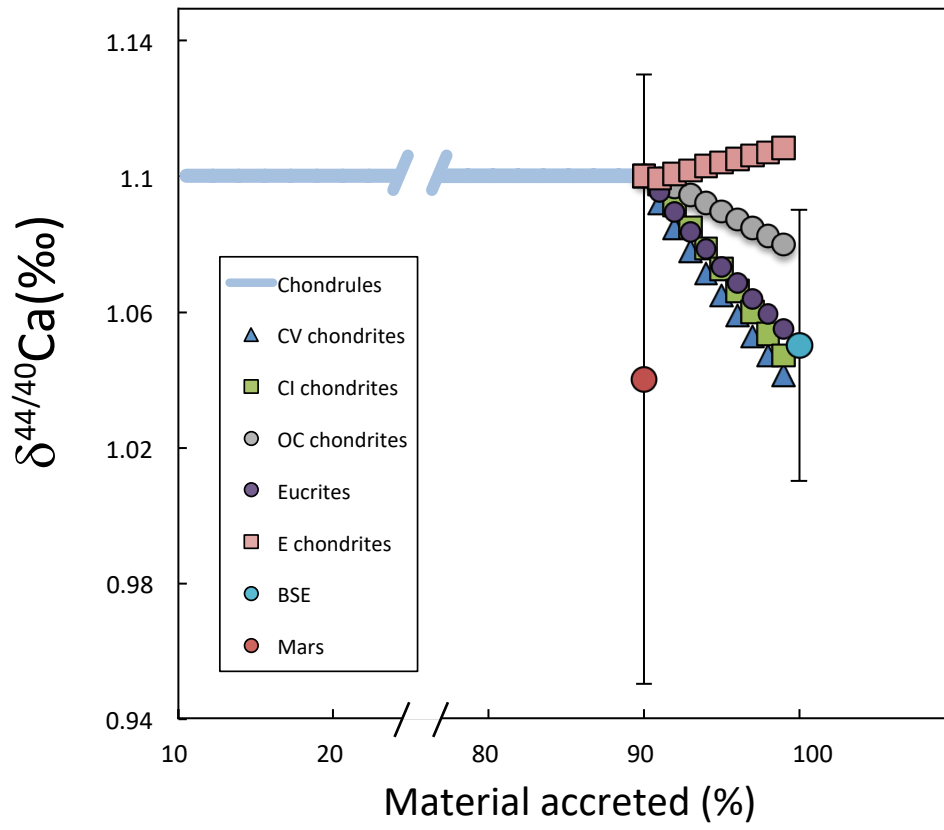 1.14
1.1
1.06
1.02
0.98
0.94
δ44/40Ca(‰)
Chondrules
CV chondrites
CI chondrites
OC chondrites
Eucrites
E chondrites
BSE
Mars
10 20 80 90 100
Material accreted (%)